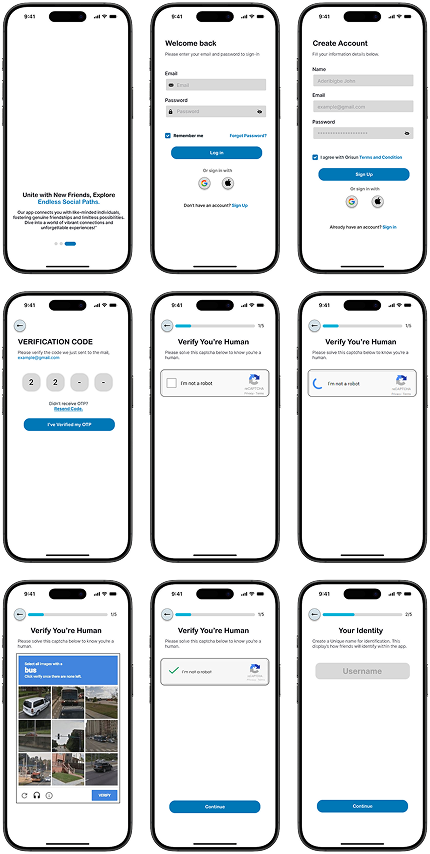 9:41
Unite with New Friends, Explore
Endless Social Paths.
Our app connects you with like-minded individuals,
fostering genuine friendships and limitless possibilities.
Dive into a world of vibrant connections and
unforgettable experiences!"
9:41
Welcome back
Please enter your email and password to sign in
Email
Email
Password
Password
Remember me
Forgot Password?
Log in
Or sign in with
Don't have an account? Sign Up
9:41
Create Account
Fill your information details below.
Name
Aderibigbe John
Email
example@gmail.com
Password
I agree with Orisun Terms and Condition
Sign Up
Or sign in with
Already have an account? Sign in
9:41
VERIFICATION CODE
Please verify the code we just sent to the mail,
example@gmail.com
2 2 - -
Didn't receive OTP?
Resend Code.
I've Verified my OTP
9:41
1/5
Verify You're Human
Please solve this captcha below to know you're a
human.
I'm not a robot
reCAPTCHA
Privacy - Terms
9:41
1/5
Verify You're Human
Please solve this captcha below to know you're a
human.
I'm not a robot
reCAPTCHA
Privacy - Terms
9:41
1/5
Verify You're Human
Please solve this captcha below to know you're a
human.
Select all images with a
bus
Click verify once there are none left.
VERIFY
9:41
1/5
Verify You're Human
Please solve this captcha below to know you're a
human.
I'm not a robot
reCAPTCHA
Privacy - Terms
Continue
9:41
2/5
Your Identity
Create a Unique name for identification. This
display's how friends will identify within the app.
Username
Continue